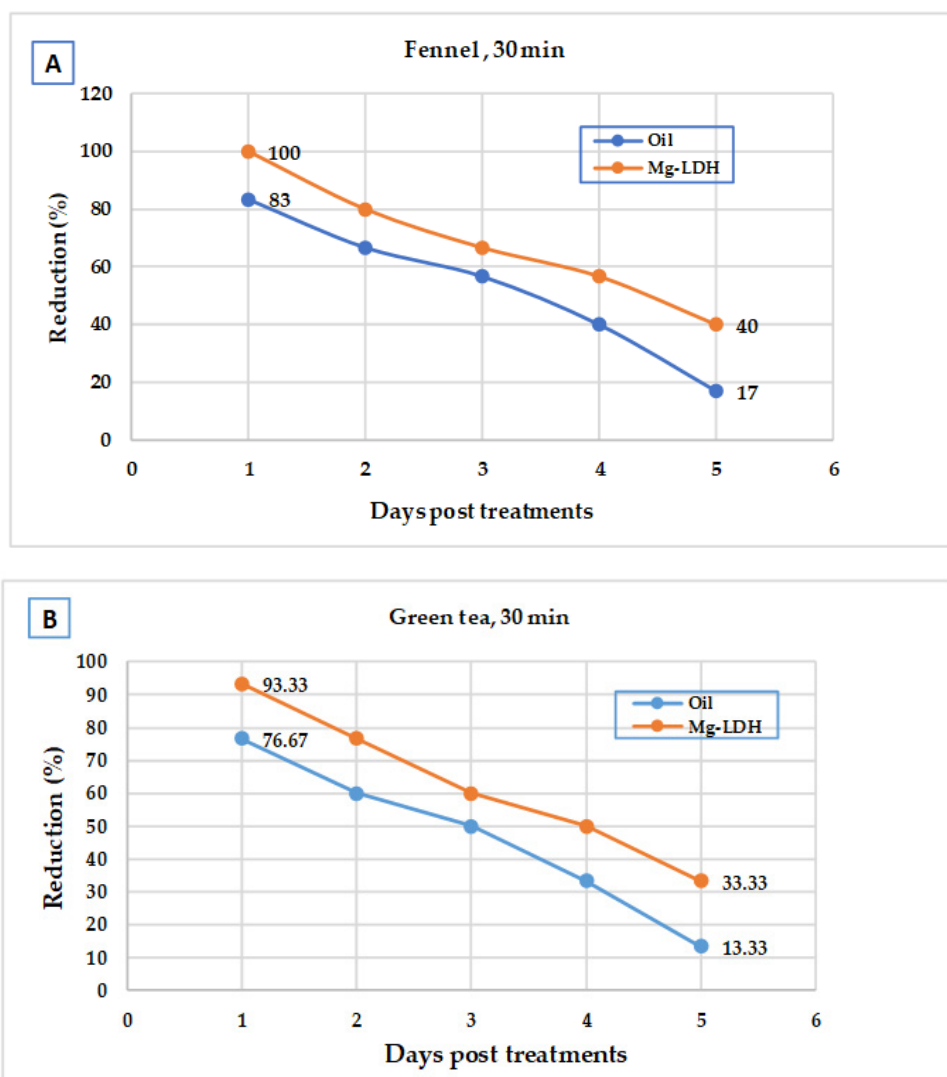 A
Fennel, 30 min
120
100
80
60
40
20
0
Reduction (%)
Oil
Mg-LDH
100
83
40
17
0 1 2 3 4 5 6
Days post treatments
B
Green tea, 30 min
100
90
80
70
60
50
40
30
20
10
0
Reduction (%)
Oil
Mg-LDH
93.33
76.67
33.33
13.33
0 1 2 3 4 5 6
Days post treatments